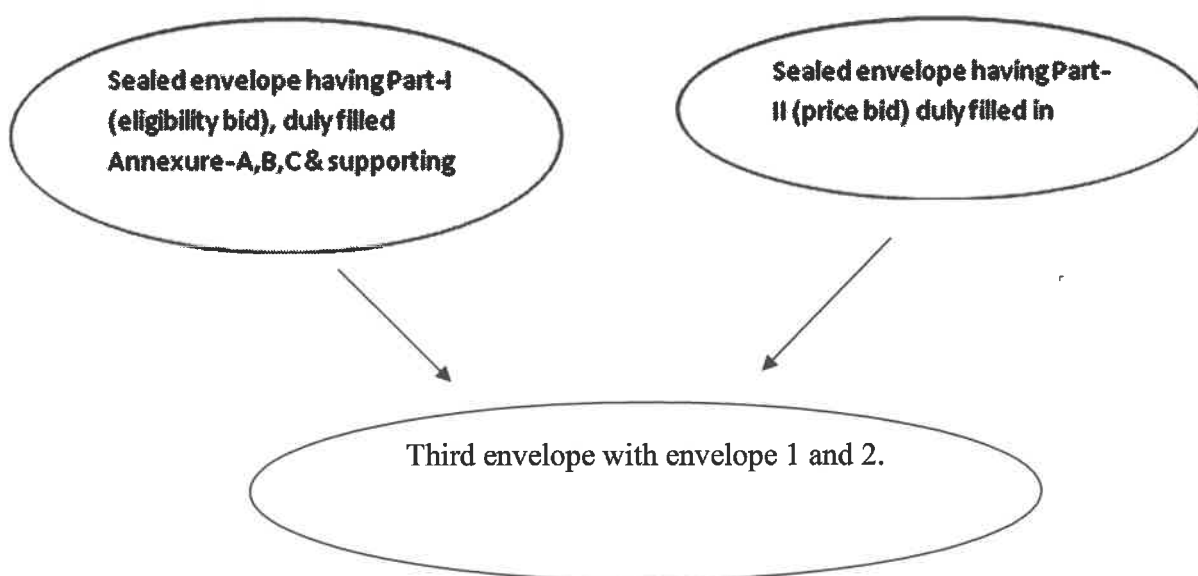 Sealed envelope having Part-I
(eligibility bid), duly filled
Annexure-A,B,C & supporting
Sealed envelope having Part-
II (price bid) duly filled in
Third envelope with envelope 1 and 2.